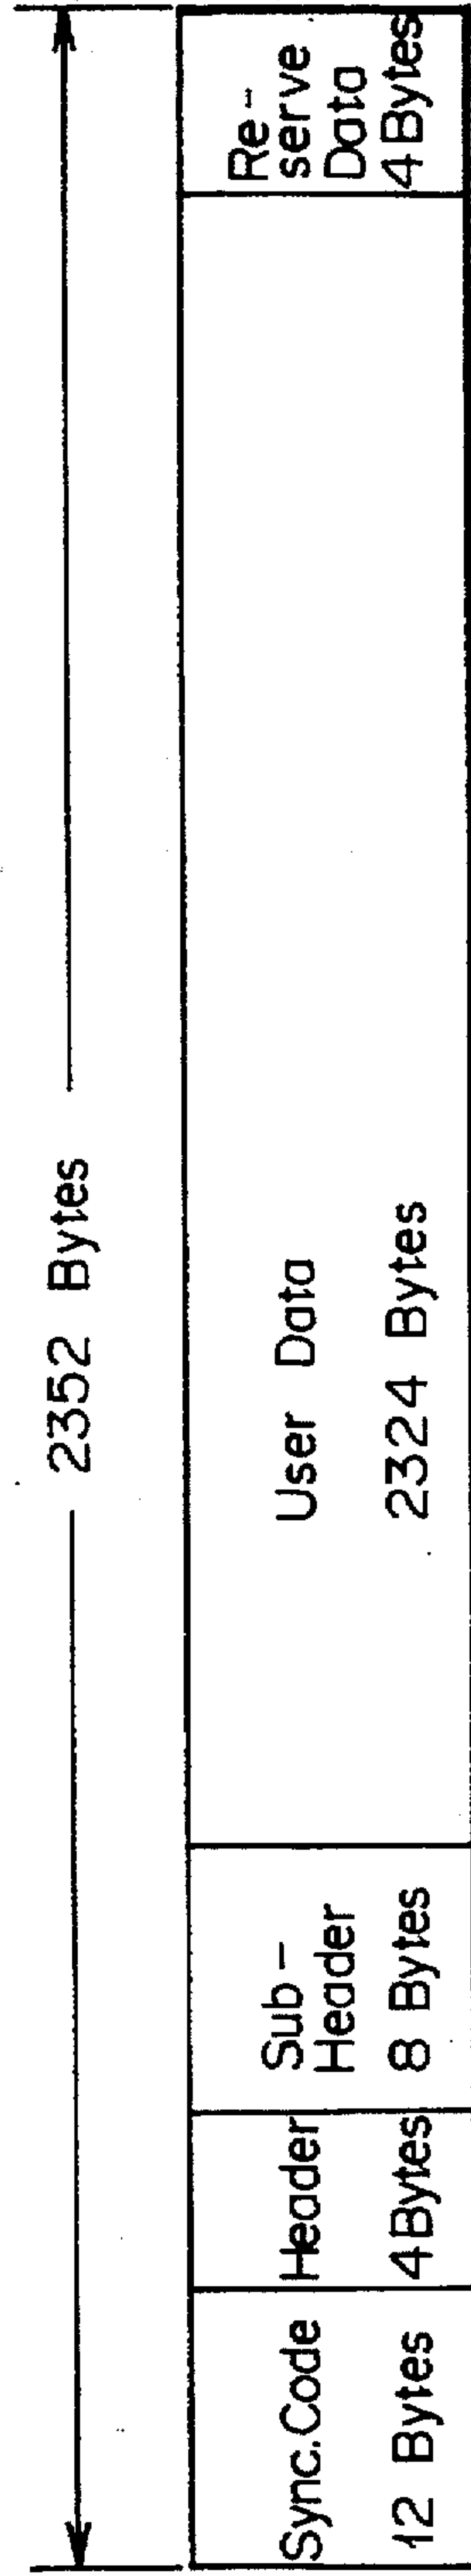 2352 Bytes
Sync.Code
12 Bytes
Header
4Bytes
Sub-
Header
8 Bytes
User Data
2324 Bytes
Re-
serve
Data
4Bytes